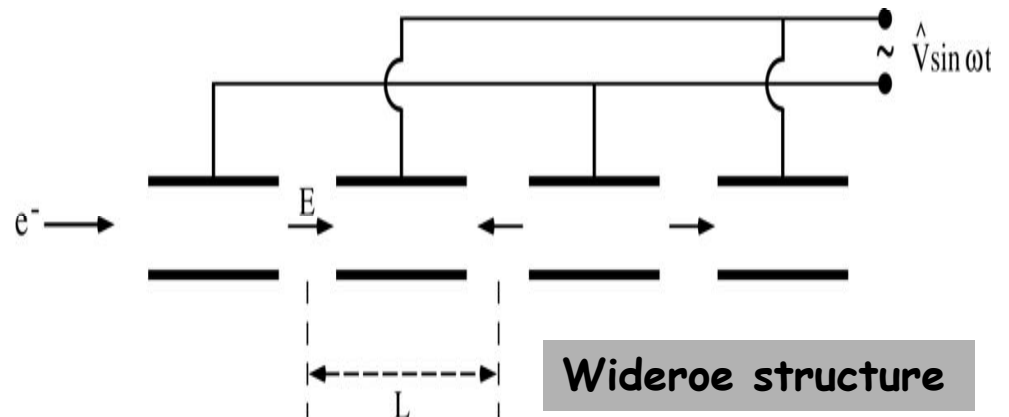 ~ V̂sin ωt
E
e⁻
L
Wideroe structure